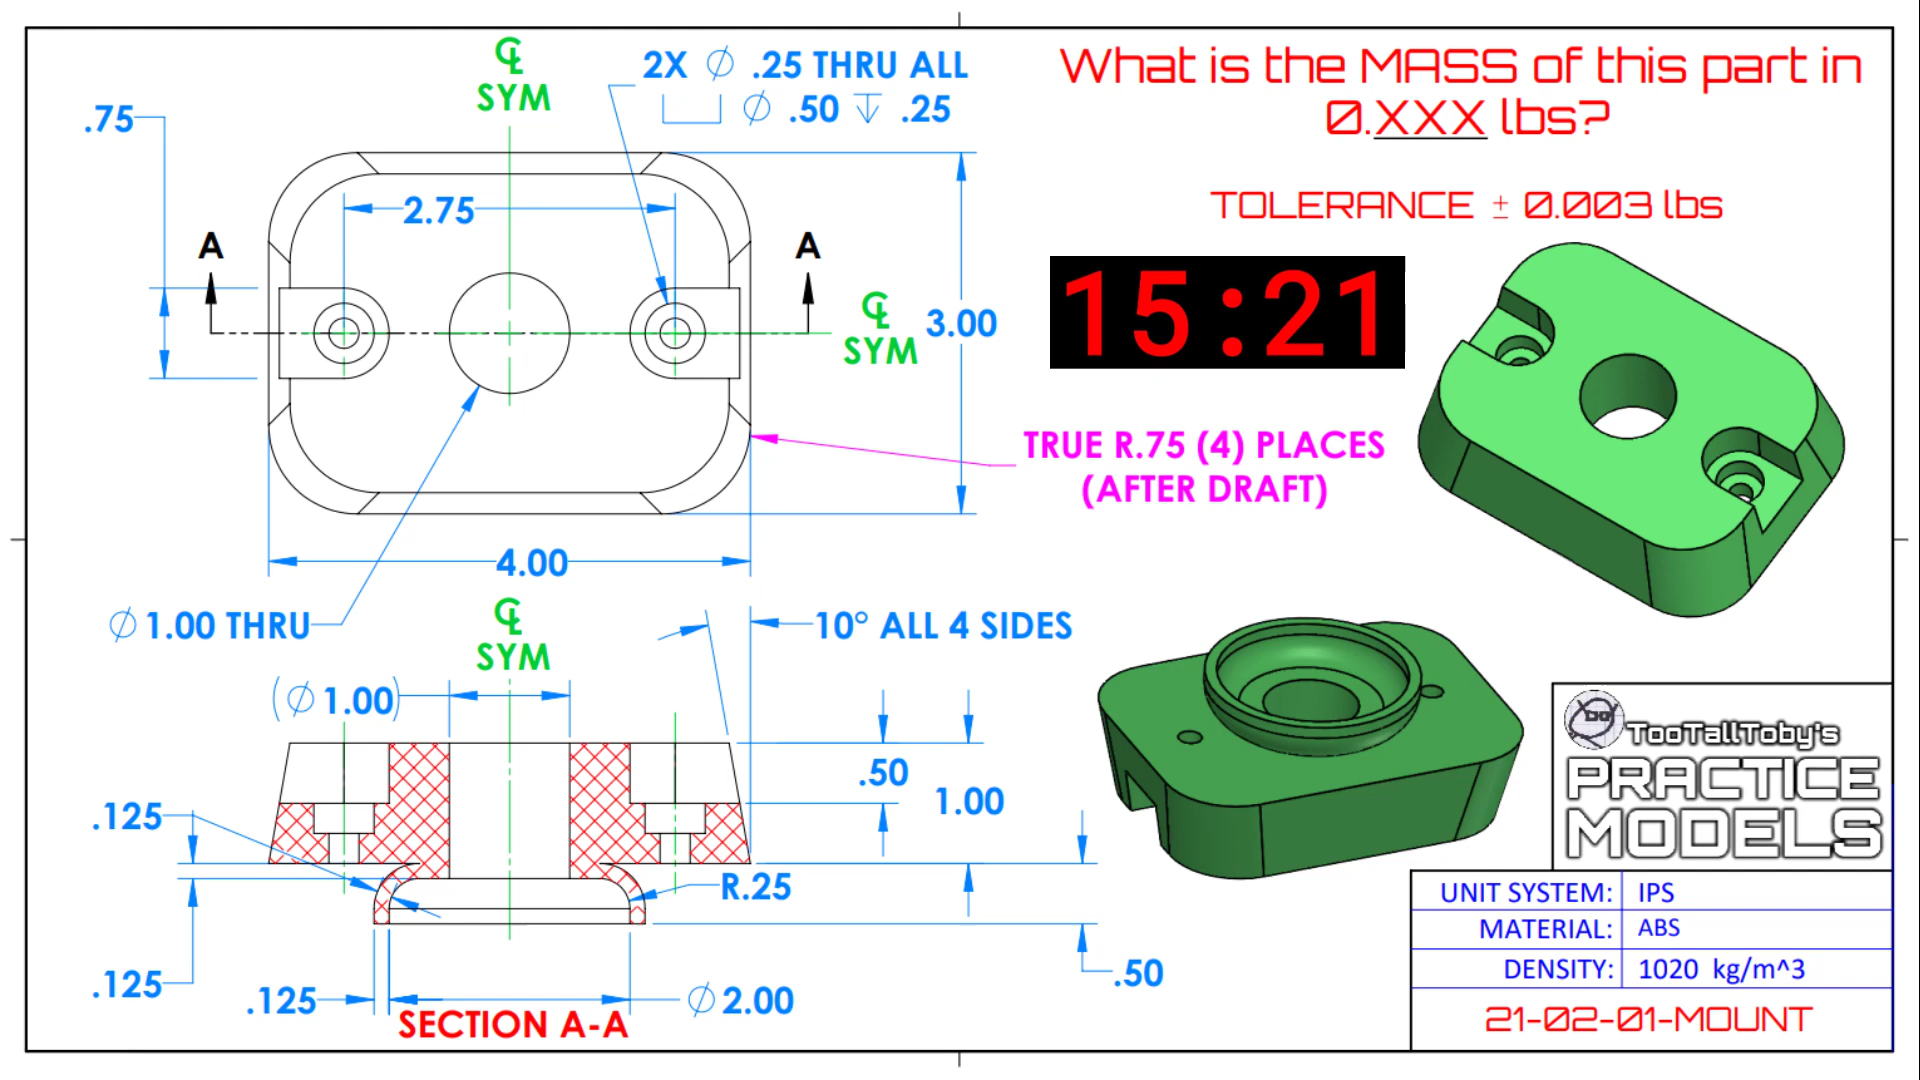 ℄
SYM
2X ∅ .25 THRU ALL
⌴ ∅ .50 ↧ .25
What is the MASS of this part in
0.XXX lbs?
TOLERANCE ± 0.003 lbs
.75
2.75
A
A
15:21
℄
SYM
3.00
TRUE R.75 (4) PLACES
(AFTER DRAFT)
4.00
∅ 1.00 THRU
℄
SYM
10° ALL 4 SIDES
(∅ 1.00)
.50
1.00
.125
R.25
.125
.125
∅ 2.00
.50
SECTION A-A
TooTallToby's
PRACTICE
MODELS
UNIT SYSTEM: IPS
MATERIAL: ABS
DENSITY: 1020 kg/m^3
21-02-01-MOUNT